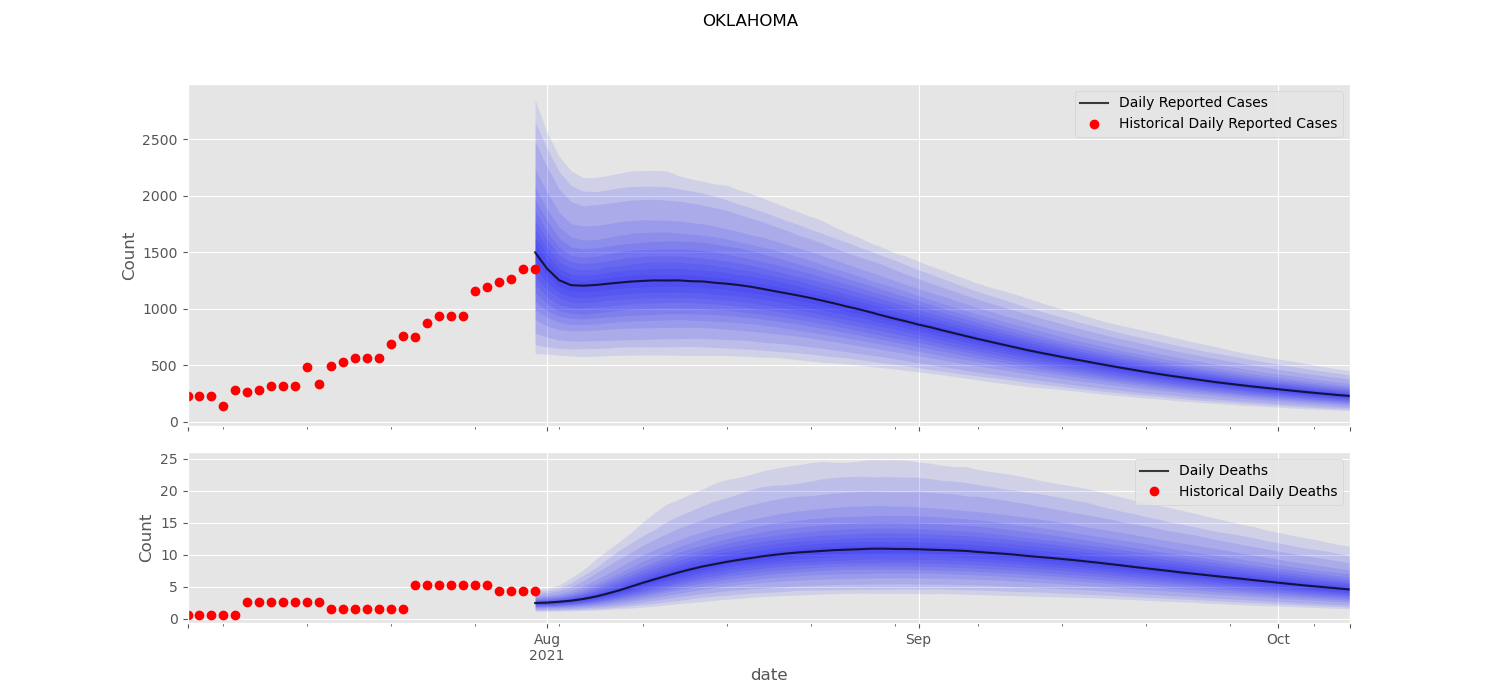 OKLAHOMA
Daily Reported Cases
Historical Daily Reported Cases
Count
2500
2000
1500
1000
500
0
Daily Deaths
Historical Daily Deaths
Count
25
20
15
10
5
0
Aug
2021
Sep
Oct
date